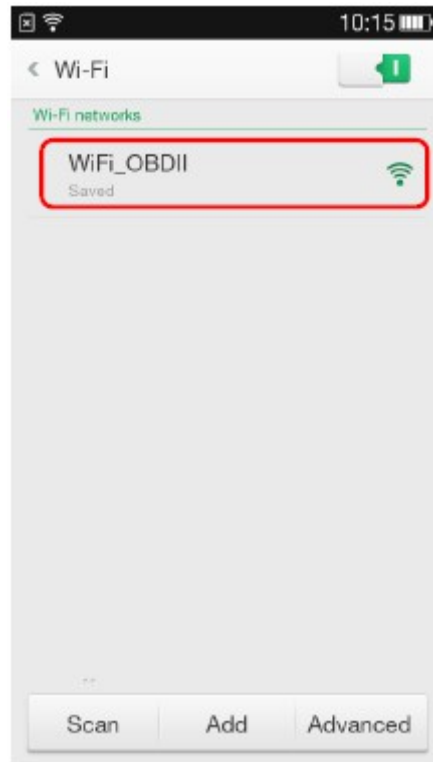 10:15
Wi-Fi
Wi-Fi networks
WiFi_OBDII
Saved
Scan Add Advanced